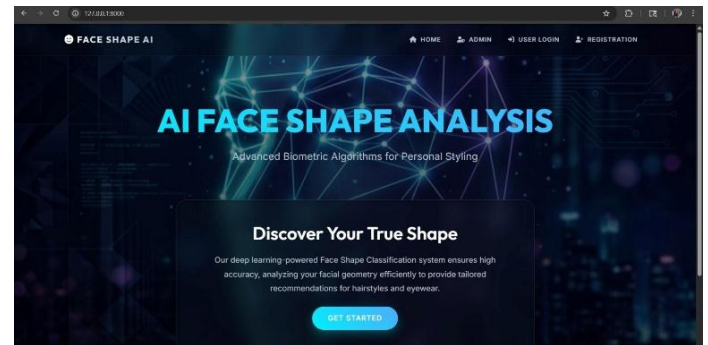 127.0.0.1:8000
FACE SHAPE AI
HOME
ADMIN
USER LOGIN
REGISTRATION
AI FACE SHAPE ANALYSIS
Advanced Biometric Algorithms for Personal Styling
Discover Your True Shape
Our deep learning-powered Face Shape Classification system ensures high
accuracy, analyzing your facial geometry efficiently to provide tailored
recommendations for hairstyles and eyewear.
GET STARTED